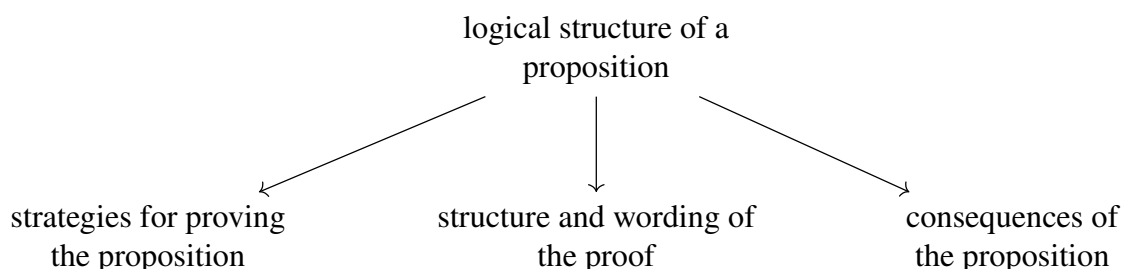 logical structure of a
proposition
strategies for proving
the proposition
structure and wording of
the proof
consequences of
the proposition